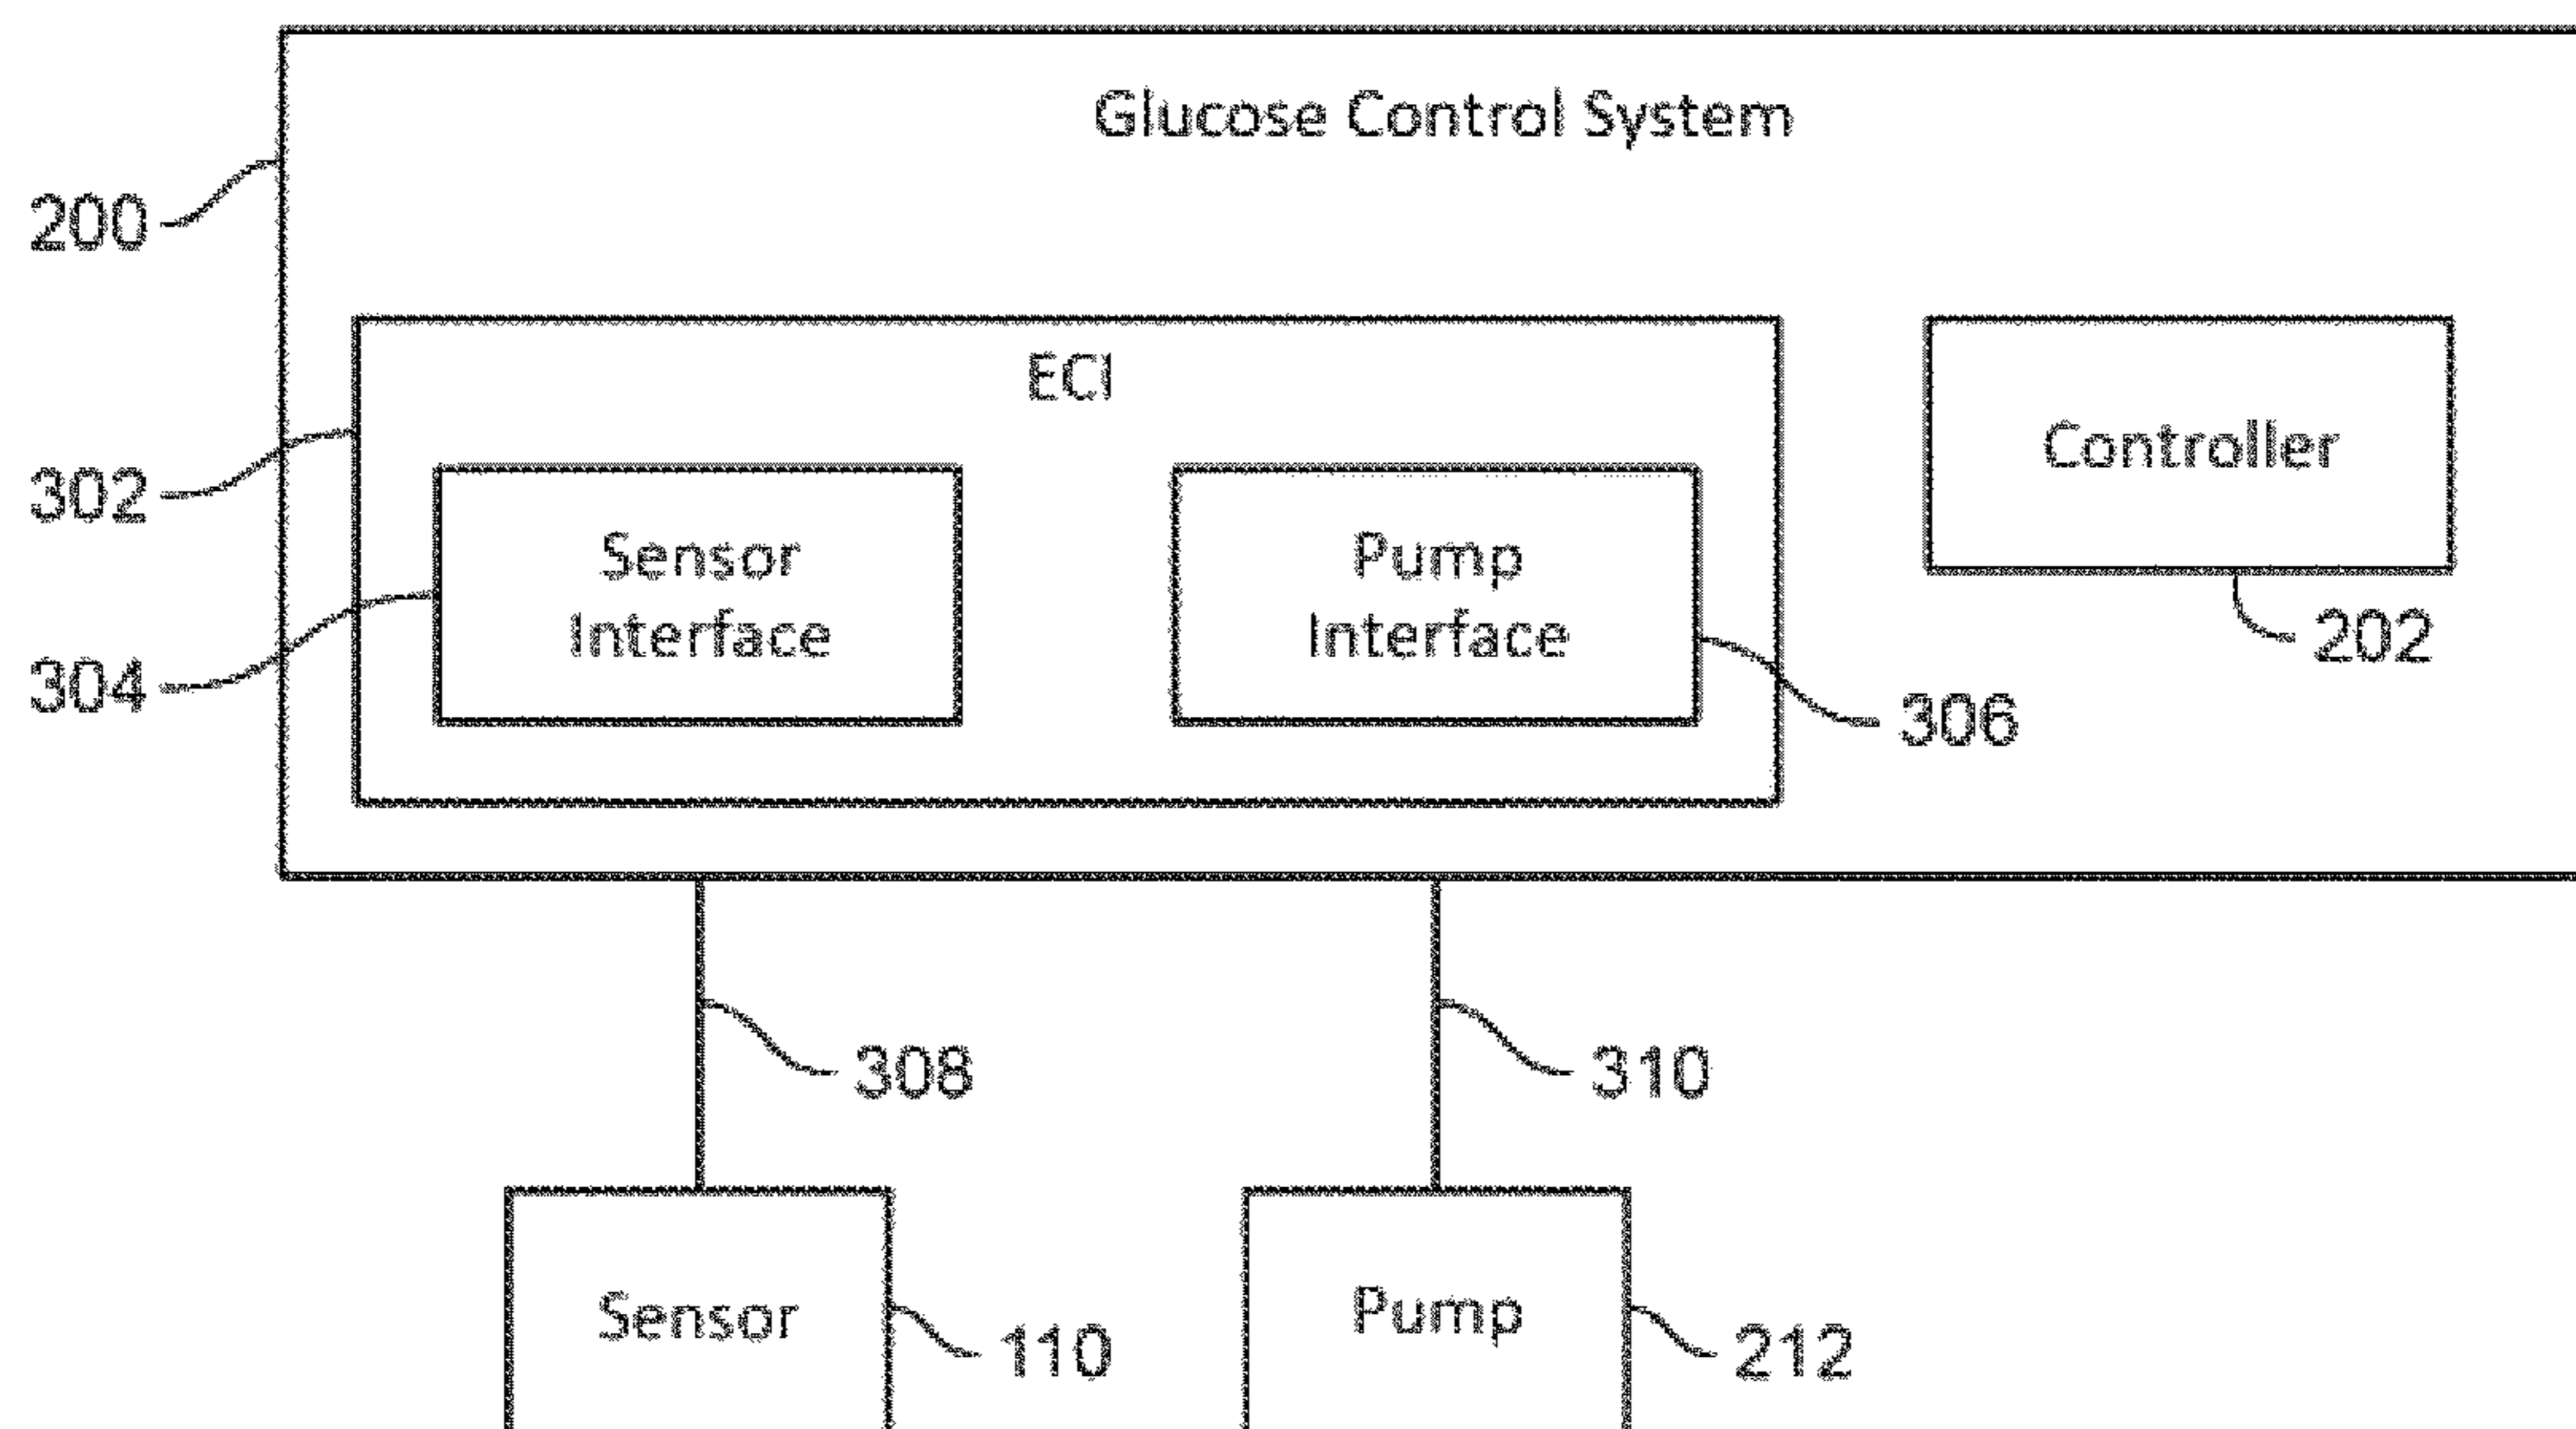 Glucose Control System
200
ECI
Controller
302
Sensor
Interface
Pump
Interface
202
304
306
308
310
Sensor
Pump
110
212